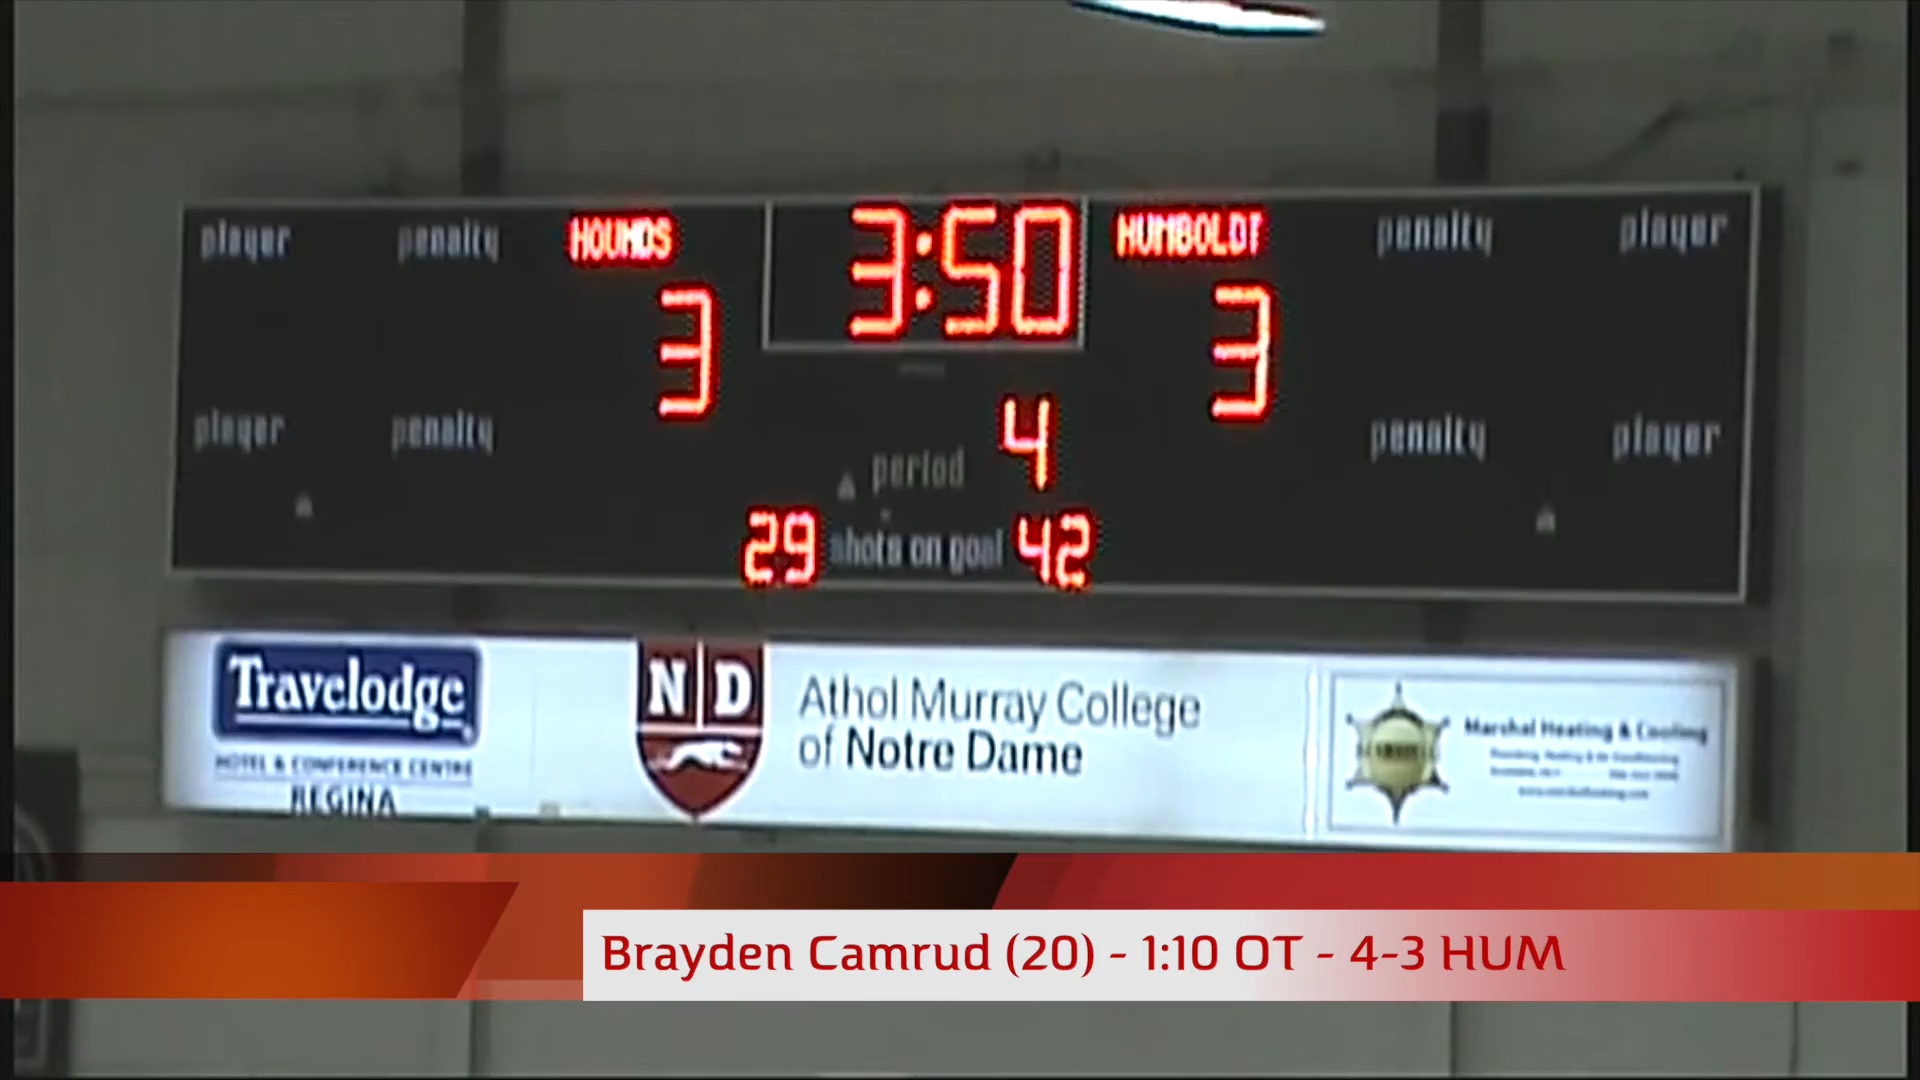 player penalty HOUNDS 3:50 HUMBOLDT penalty player
3 3
player penalty period 4 penalty player
29 shots on goal 42
Travelodge
HOTEL & CONFERENCE CENTRE
REGINA
N D
Athol Murray College
of Notre Dame
Marshal Heating & Cooling
Brayden Camrud (20) - 1:10 OT - 4-3 HUM